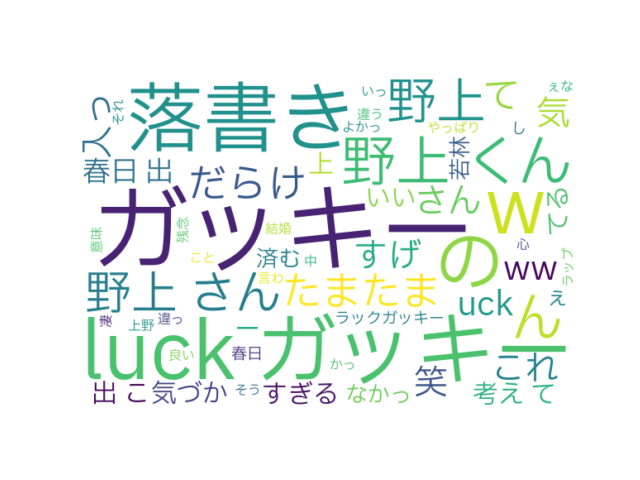 落書き
野上 て
気
入っ
それ
いっ
違う
よかっ
ぇな
やっぱり
し
春日 出
だらけ
上
野上 くん
若林
ガッキー
いい さん
w
てる
意味
残念
結婚
こと
済む
中
すげ
の
心
ww
ラップ
野上 さん
たまたま
言わ
uck
え
ん
凄
違っ
上野
ー
ラックガッキー
luck ガッキー
良い
春日
かっ
これ
出 こ
気づか
そう
すぎる
なかっ
笑
考え て